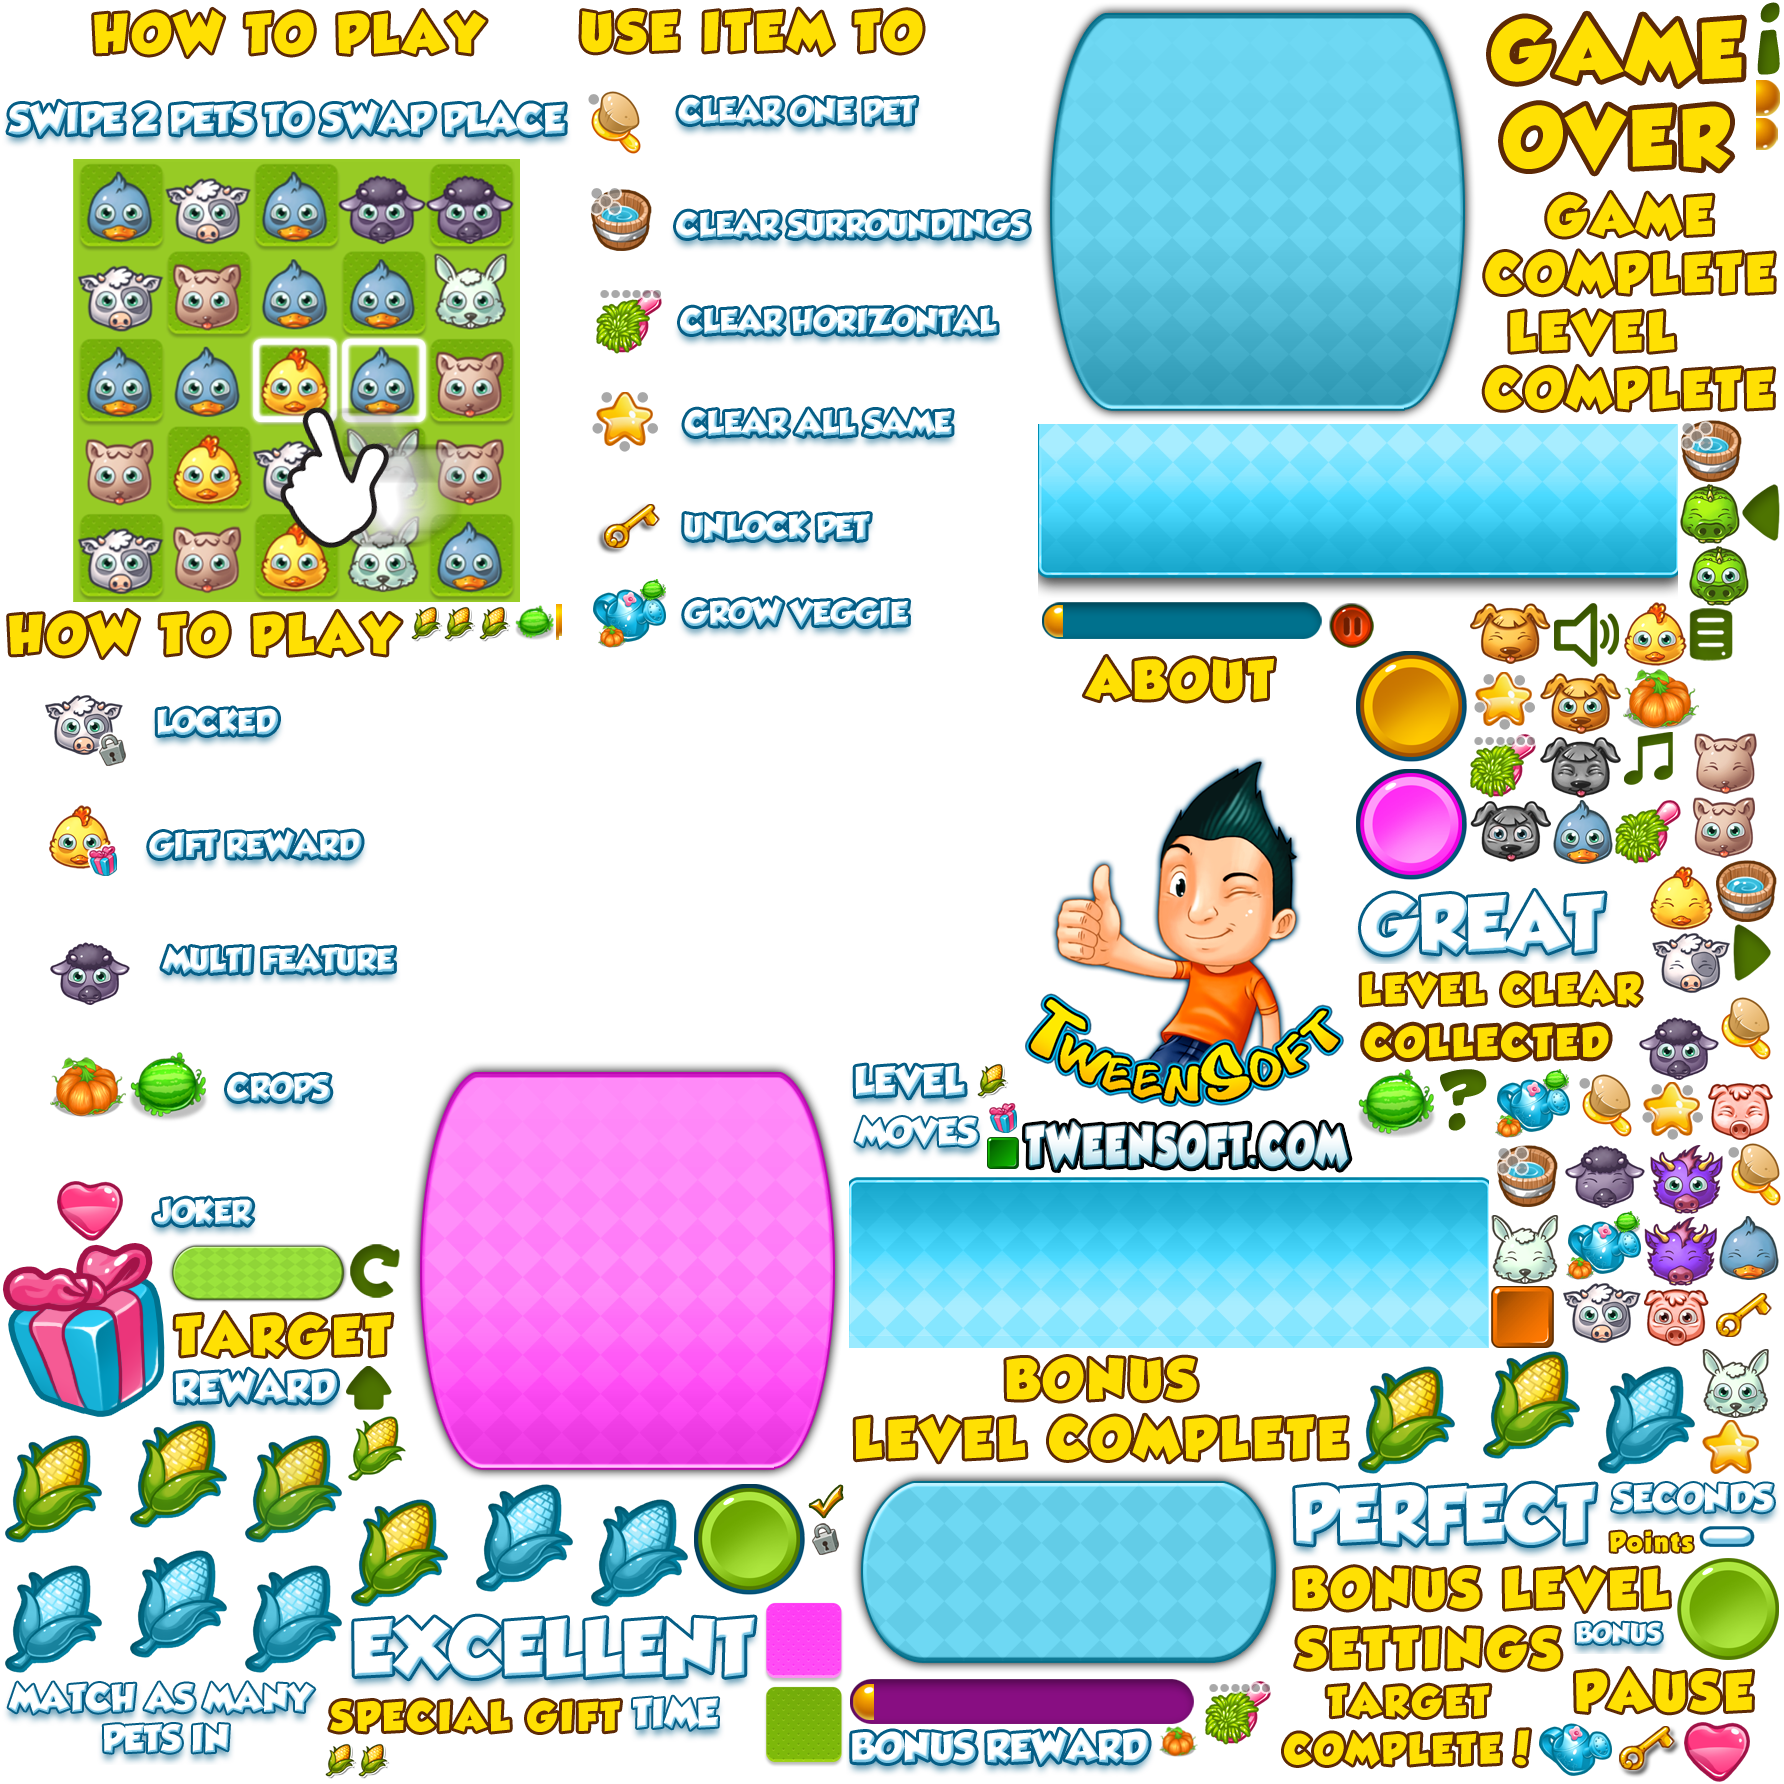 HOW TO PLAY
SWIPE 2 PETS TO SWAP PLACE
USE ITEM TO
CLEAR ONE PET
CLEAR SURROUNDINGS
CLEAR HORIZONTAL
CLEAR ALL SAME
UNLOCK PET
GROW VEGGIE
GAME
OVER
GAME
COMPLETE
LEVEL
COMPLETE
HOW TO PLAY
LOCKED
GIFT REWARD
MULTI FEATURE
CROPS
JOKER
TARGET
REWARD
ABOUT
TWEENSOFT
TWEENSOFT.COM
LEVEL
MOVES
GREAT
LEVEL CLEAR
COLLECTED
?
BONUS
LEVEL COMPLETE
PERFECT
SECONDS
Points
BONUS LEVEL
SETTINGS
BONUS
PAUSE
TARGET
COMPLETE!
EXCELLENT
SPECIAL GIFT
TIME
MATCH AS MANY
PETS IN
BONUS REWARD